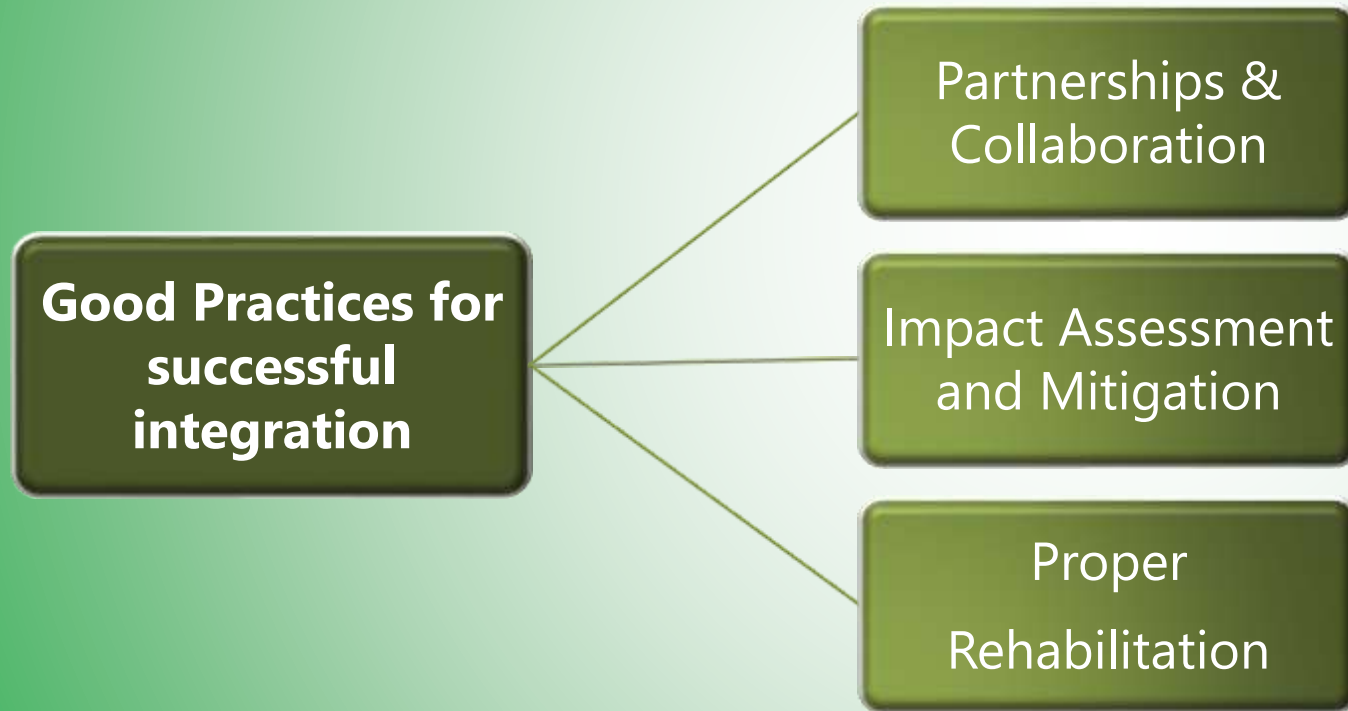 Good Practices for
successful
integration
Partnerships &
Collaboration
Impact Assessment
and Mitigation
Proper
Rehabilitation